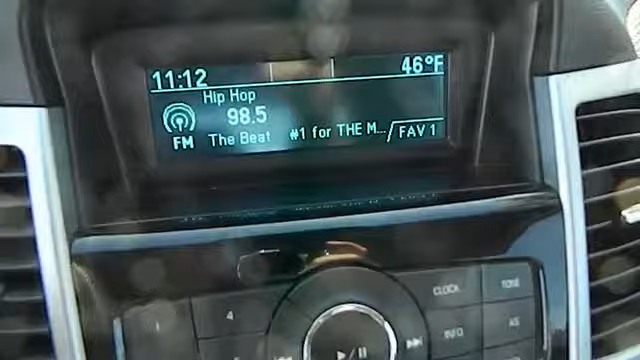 11:12 46°F
Hip Hop
98.5
FM The Beat #1 for THE M... FAV 1
1 4 CLOCK TONE
INFO AS